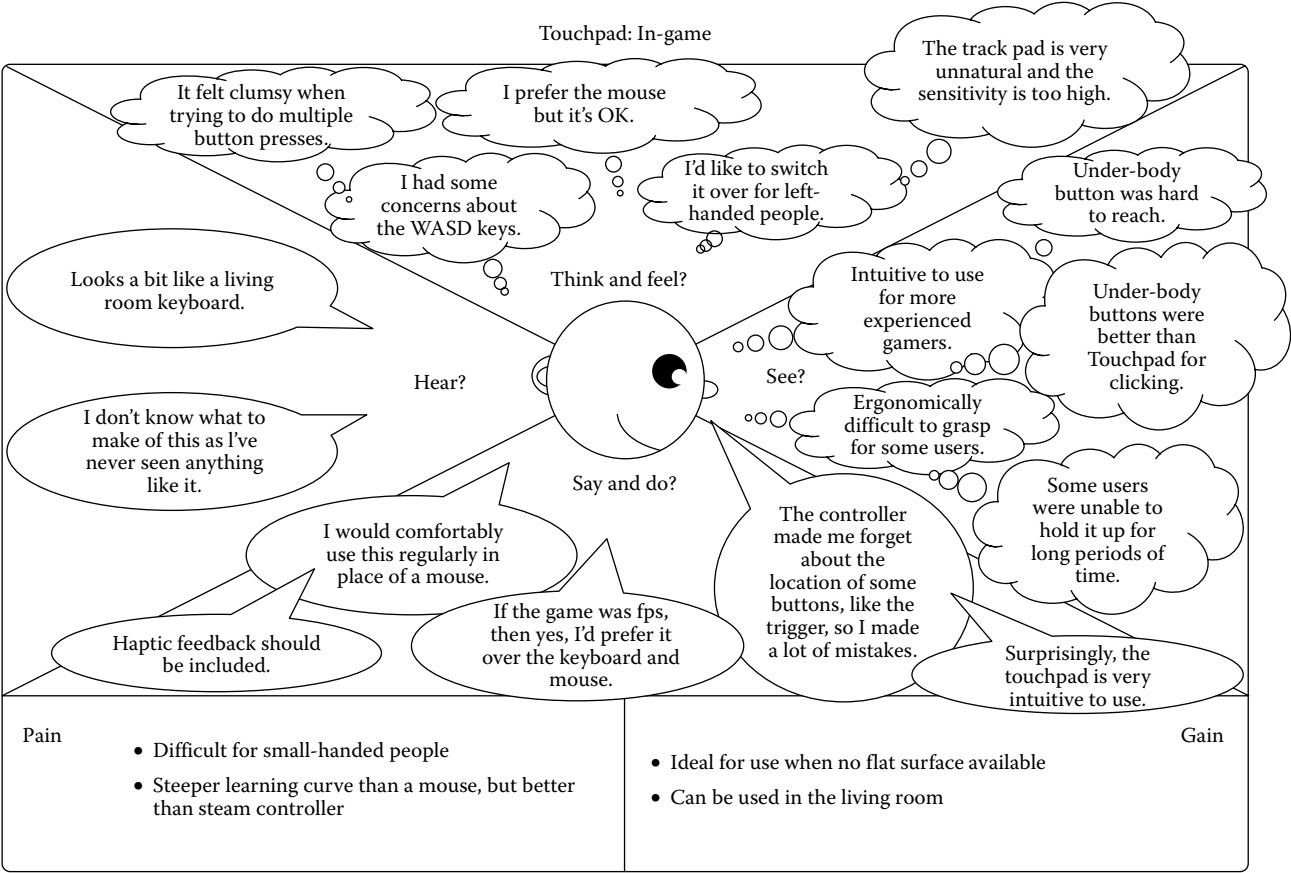 Touchpad: In-game
It felt clumsy when
trying to do multiple
button presses.
I prefer the mouse
but it's OK.
The track pad is very
unnatural and the
sensitivity is too high.
I had some
concerns about
the WASD keys.
I'd like to switch
it over for left-
handed people.
Under-body
button was hard
to reach.
Think and feel?
Looks a bit like a living
room keyboard.
Intuitive to use
for more
experienced
gamers.
Under-body
buttons were
better than
Touchpad for
clicking.
Hear?
See?
I don't know what to
make of this as I've
never seen anything
like it.
Ergonomically
difficult to grasp
for some users.
Say and do?
Some users
were unable to
hold it up for
long periods of
time.
I would comfortably
use this regularly in
place of a mouse.
The controller
made me forget
about the
location of some
buttons, like the
trigger, so I made
a lot of mistakes.
Haptic feedback should
be included.
If the game was fps,
then yes, I'd prefer it
over the keyboard and
mouse.
Surprisingly, the
touchpad is very
intuitive to use.
Pain
• Difficult for small-handed people
• Steeper learning curve than a mouse, but better
than steam controller
Gain
• Ideal for use when no flat surface available
• Can be used in the living room